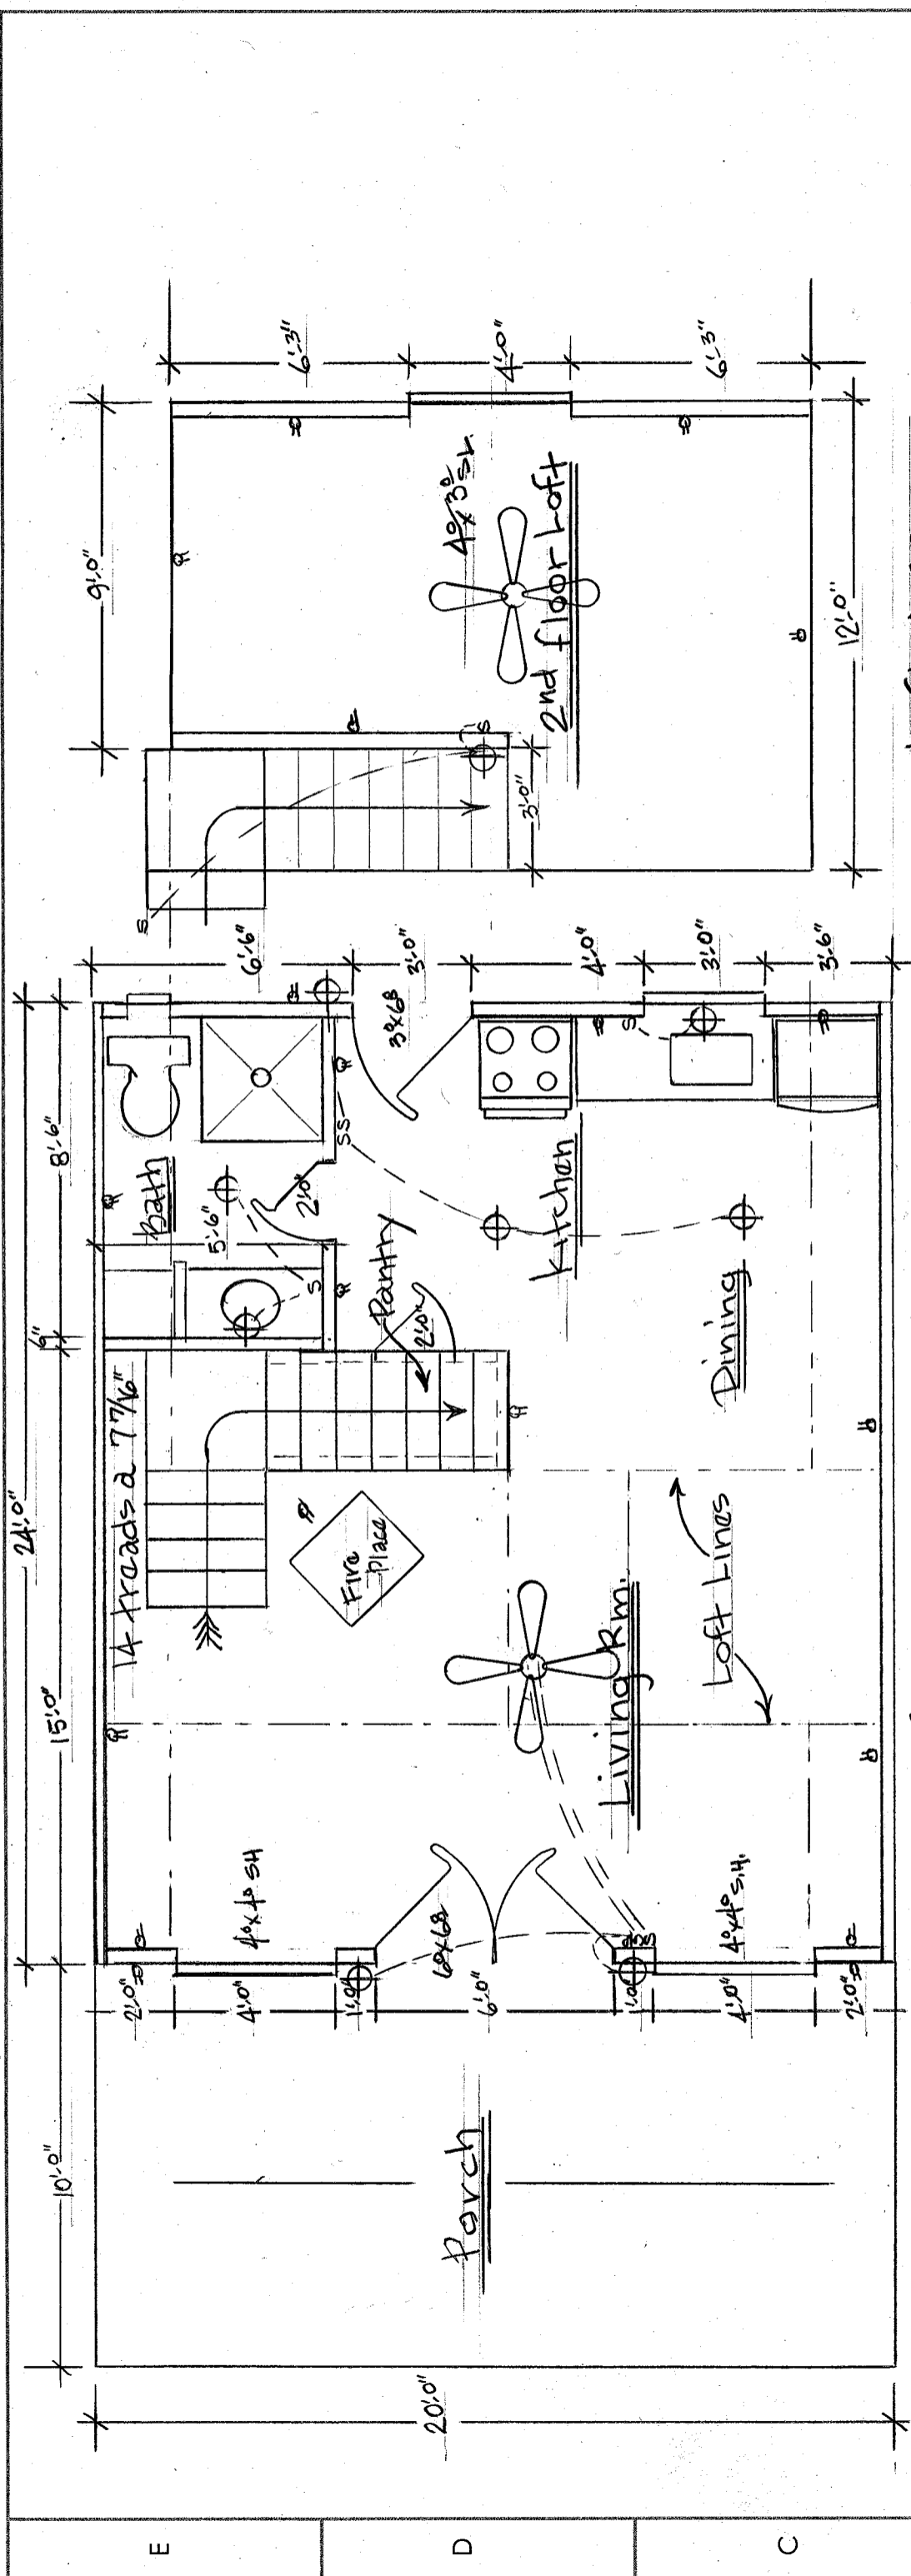 24'-0"
10'-0"
15'-0"
6"
8'-6"
20'-0"
Porch
2'-0"
4'-0"
1'-0"
6'-0"
1'-0"
4'-0"
2'-0"
4⁰x4⁰ SH
6⁰x6⁸
4⁰x4⁰ S.H.
14 treads @ 7 7/16"
Fire
Place
Living Rm.
Loft Lines
Pantry
2'-0"
Bath
5'-6"
2'-0"
S
SS
Kitchen
Dining
3⁰x6⁸
S
6'-6"
3'-0"
4'-0"
3'-0"
3'-6"
9'-0"
S
S
3'-0"
2nd floor Loft
4⁰x3⁰ SH.
6'-3"
4'-0"
6'-3"
12'-0"
E
D
C